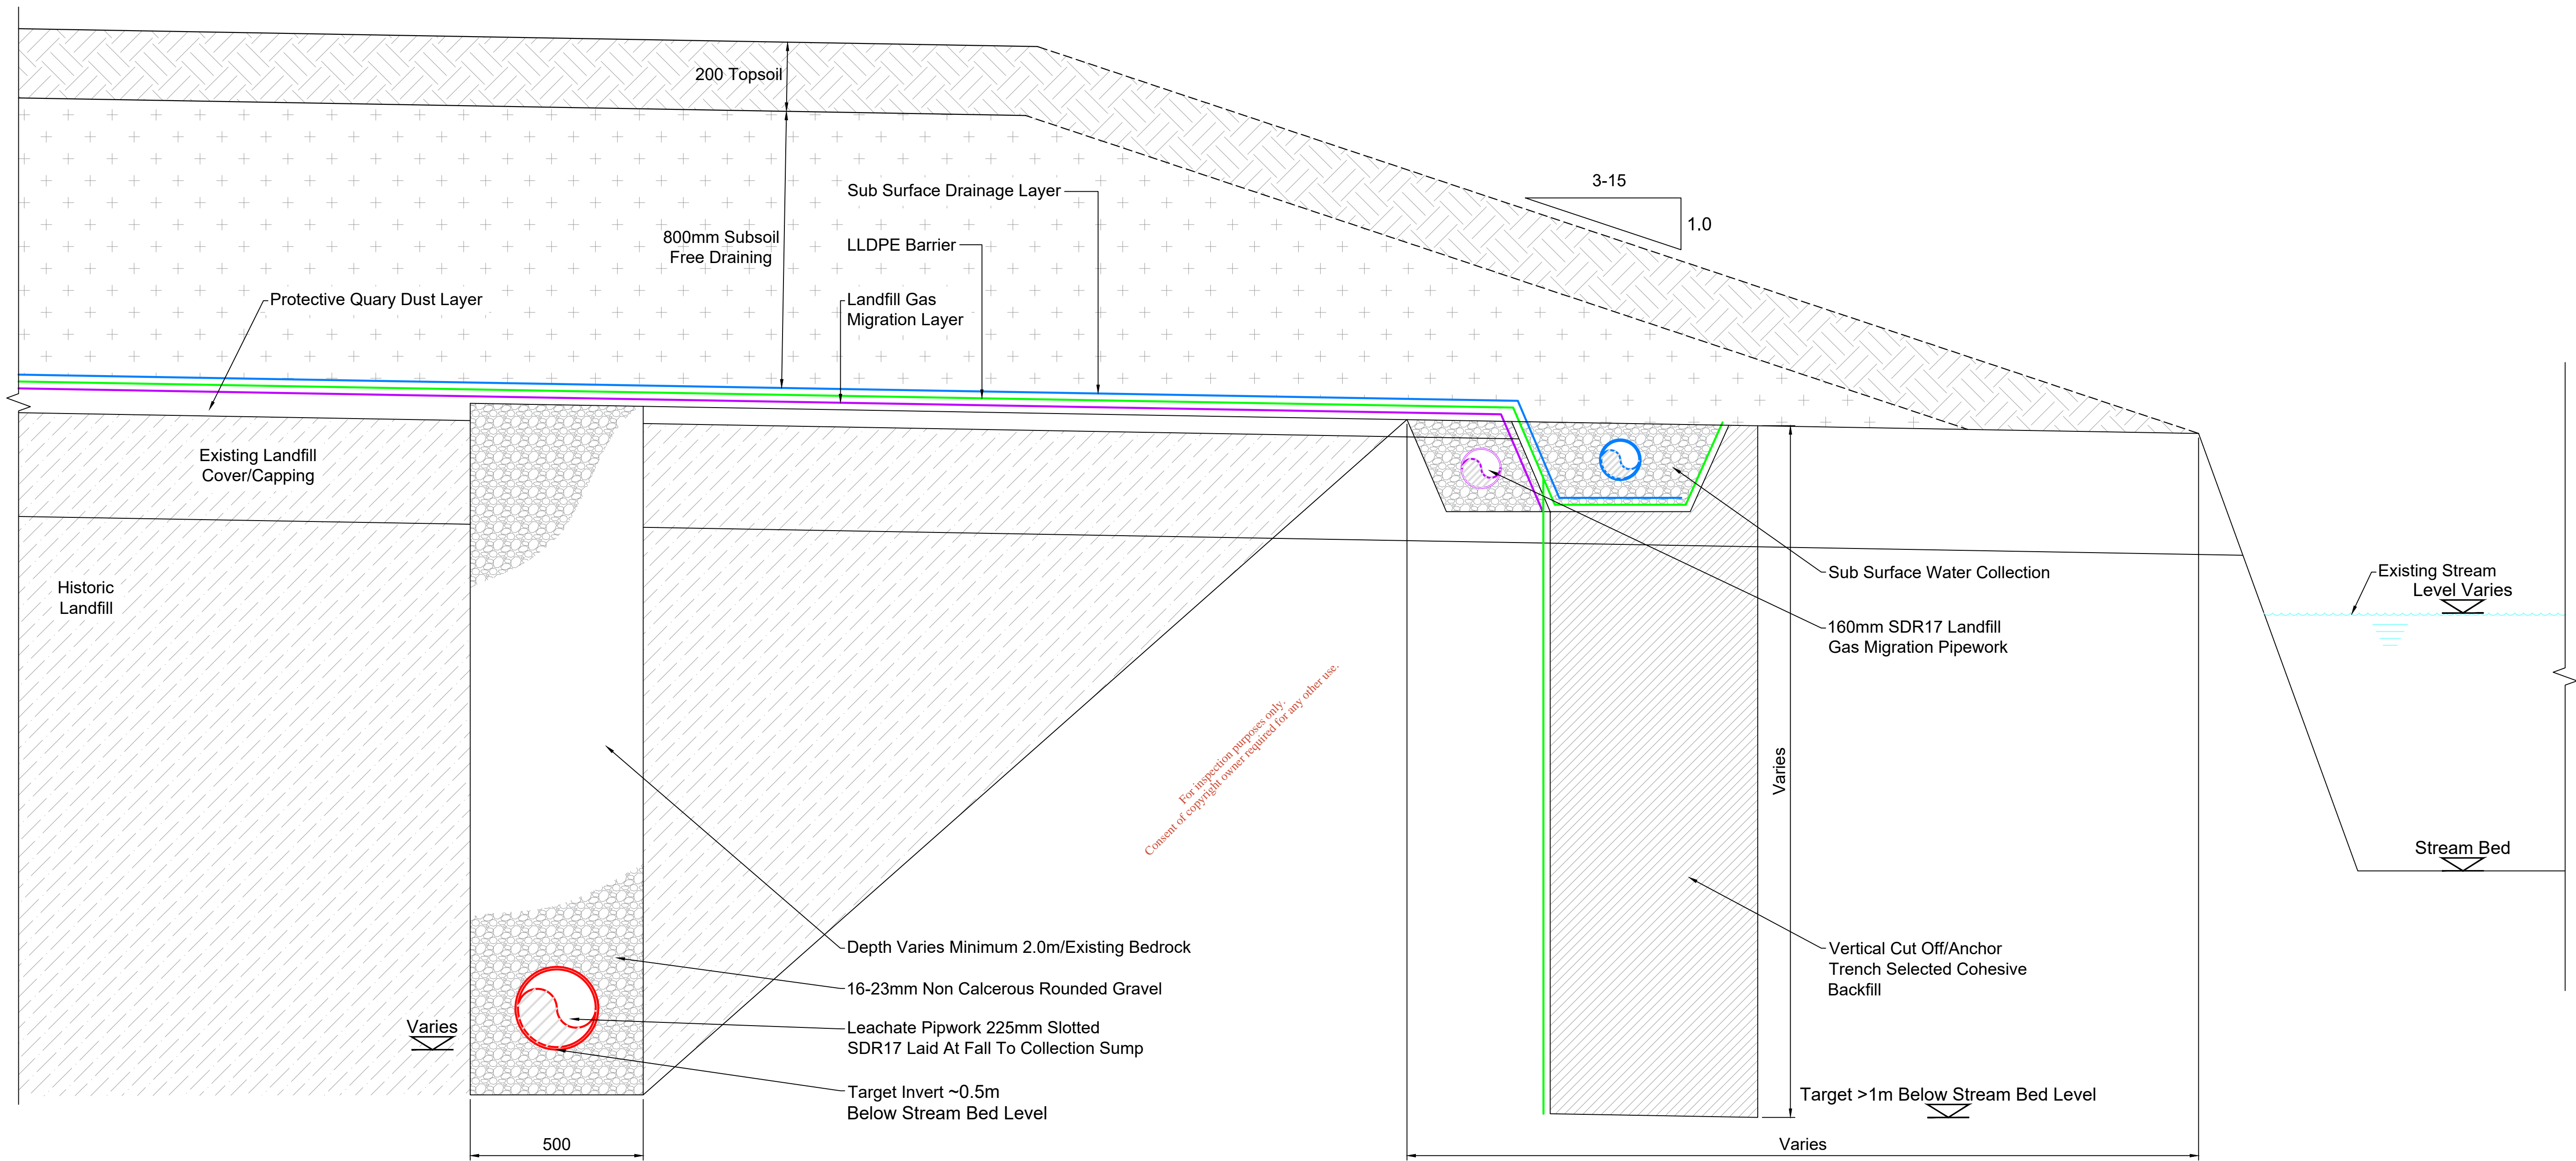 200 Topsoil
3-15
1.0
Sub Surface Drainage Layer
800mm Subsoil
Free Draining
LLDPE Barrier
Protective Quary Dust Layer
Landfill Gas
Migration Layer
Existing Landfill
Cover/Capping
Historic
Landfill
Sub Surface Water Collection
Existing Stream
Level Varies
160mm SDR17 Landfill
Gas Migration Pipework
For inspection purposes only.
Consent of copyright owner required for any other use.
Varies
Stream Bed
Depth Varies Minimum 2.0m/Existing Bedrock
Vertical Cut Off/Anchor
Trench Selected Cohesive
Backfill
16-23mm Non Calcerous Rounded Gravel
Varies
Leachate Pipwork 225mm Slotted
SDR17 Laid At Fall To Collection Sump
Target Invert ~0.5m
Below Stream Bed Level
Target >1m Below Stream Bed Level
500
Varies